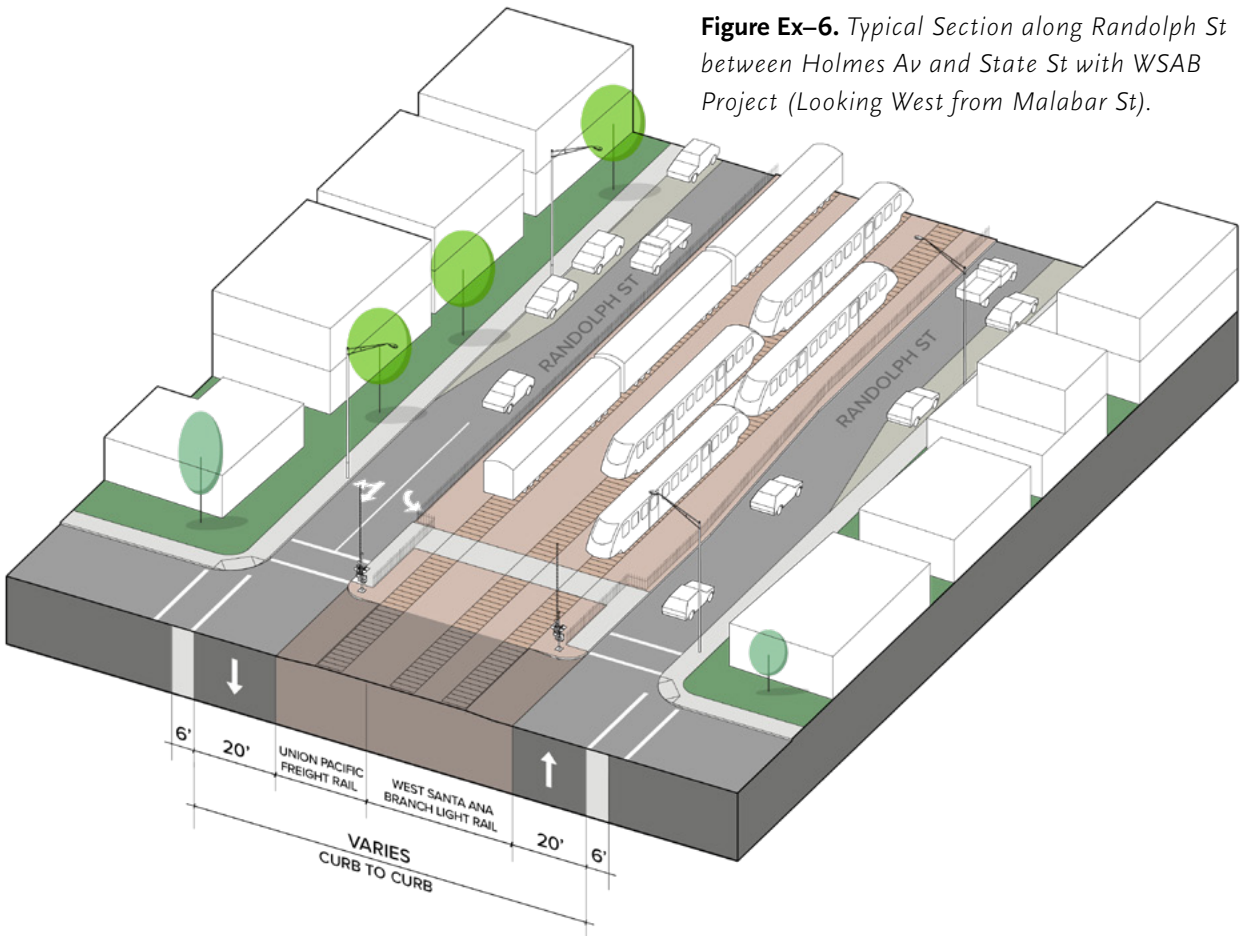 Figure Ex–6. Typical Section along Randolph St
between Holmes Av and State St with WSAB
Project (Looking West from Malabar St).
RANDOLPH ST
RANDOLPH ST
6'
20'
UNION PACIFIC
FREIGHT RAIL
WEST SANTA ANA
BRANCH LIGHT RAIL
20'
6'
VARIES
CURB TO CURB